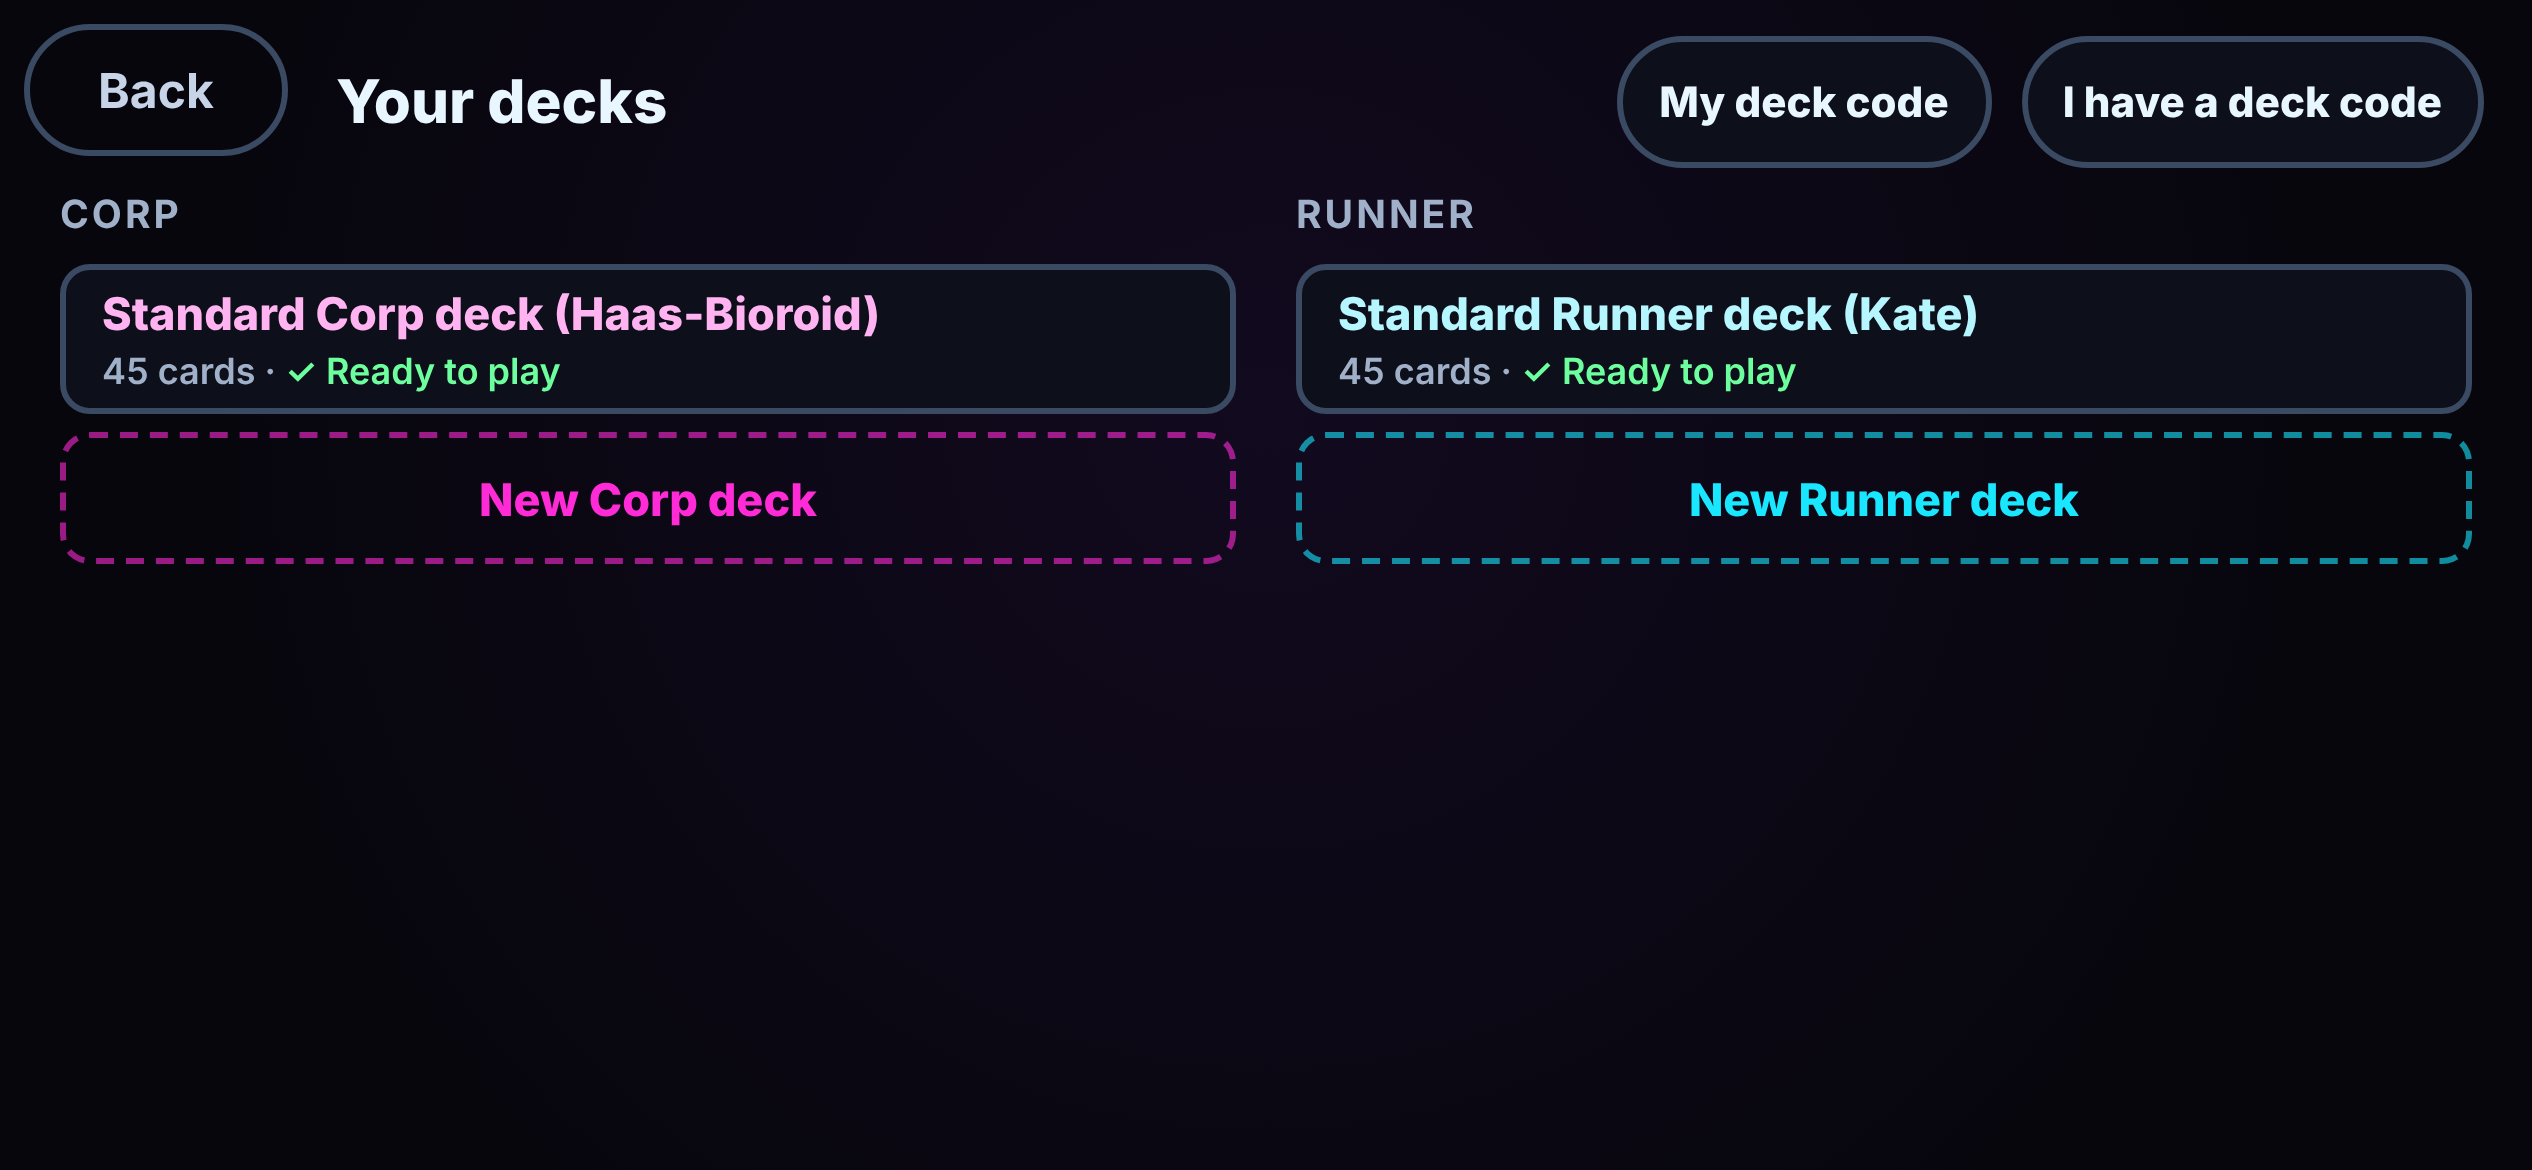 Back
Your decks
My deck code
I have a deck code
CORP
Standard Corp deck (Haas-Bioroid)
45 cards · ✓ Ready to play
New Corp deck
RUNNER
Standard Runner deck (Kate)
45 cards · ✓ Ready to play
New Runner deck